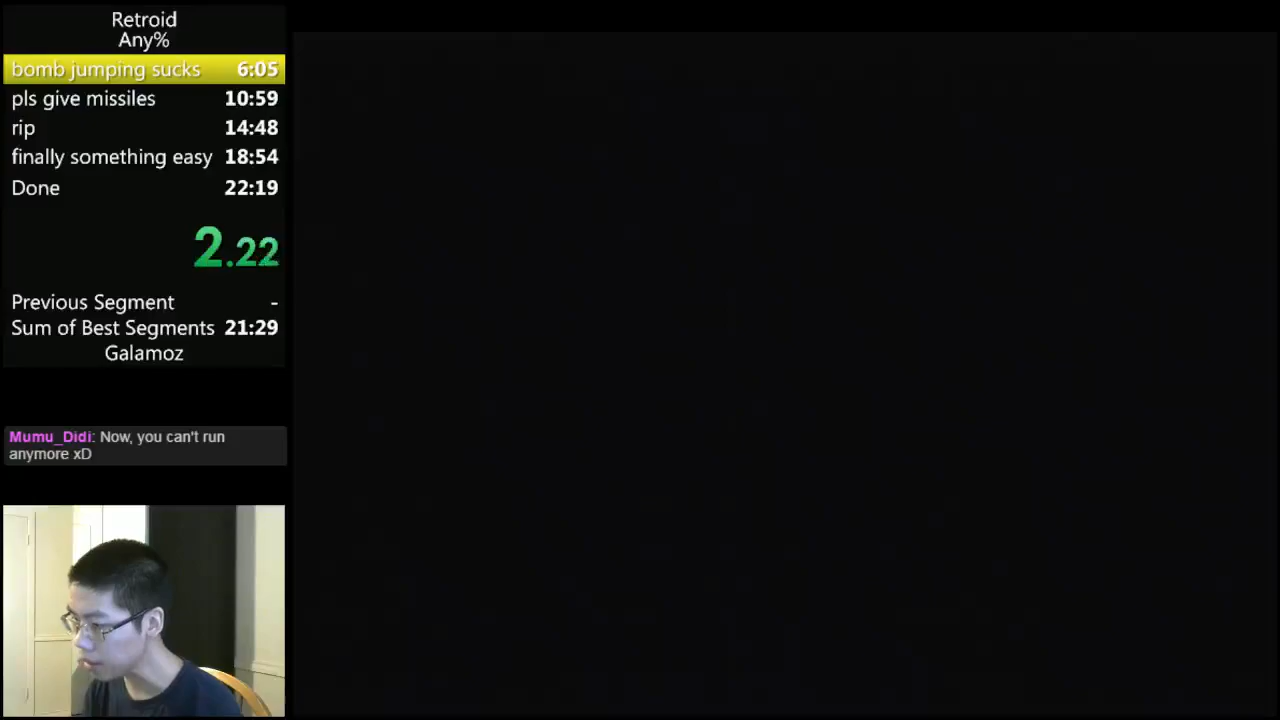 Retroid
Any%
bomb jumping sucks 6:05
pls give missiles 10:59
rip 14:48
finally something easy 18:54
Done 22:19
2.22
Previous Segment -
Sum of Best Segments 21:29
Galamoz
Mumu_Didi: Now, you can't run
anymore xD